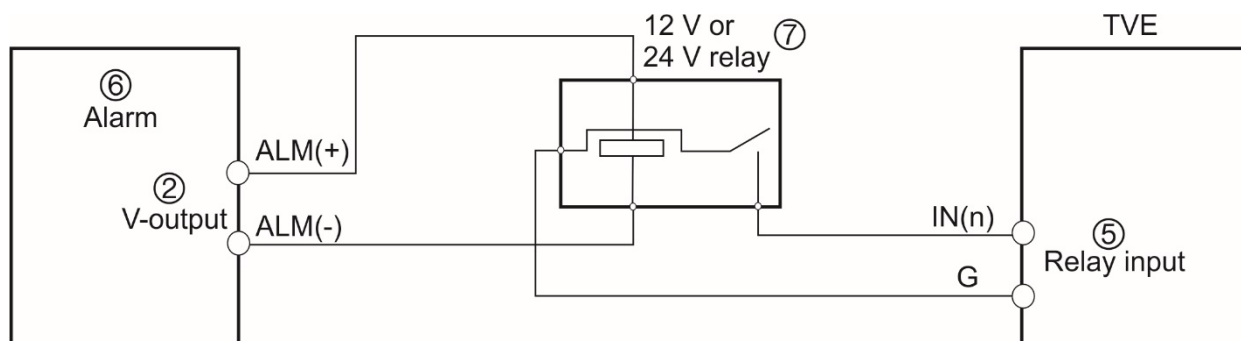 12 V or
24 V relay ⑦
TVE
⑥
Alarm
ALM(+)
②
V-output
ALM(-)
IN(n)
⑤
Relay input
G